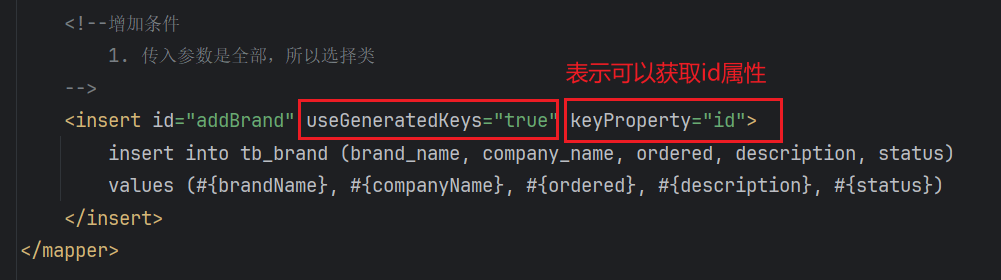 <!--增加条件
1. 传入参数是全部，所以选择类
表示可以获取id属性
-->
<insert id="addBrand" useGeneratedKeys="true" keyProperty="id">
insert into tb_brand (brand_name, company_name, ordered, description, status)
values (#{brandName}, #{companyName}, #{ordered}, #{description}, #{status})
</insert>
</mapper>